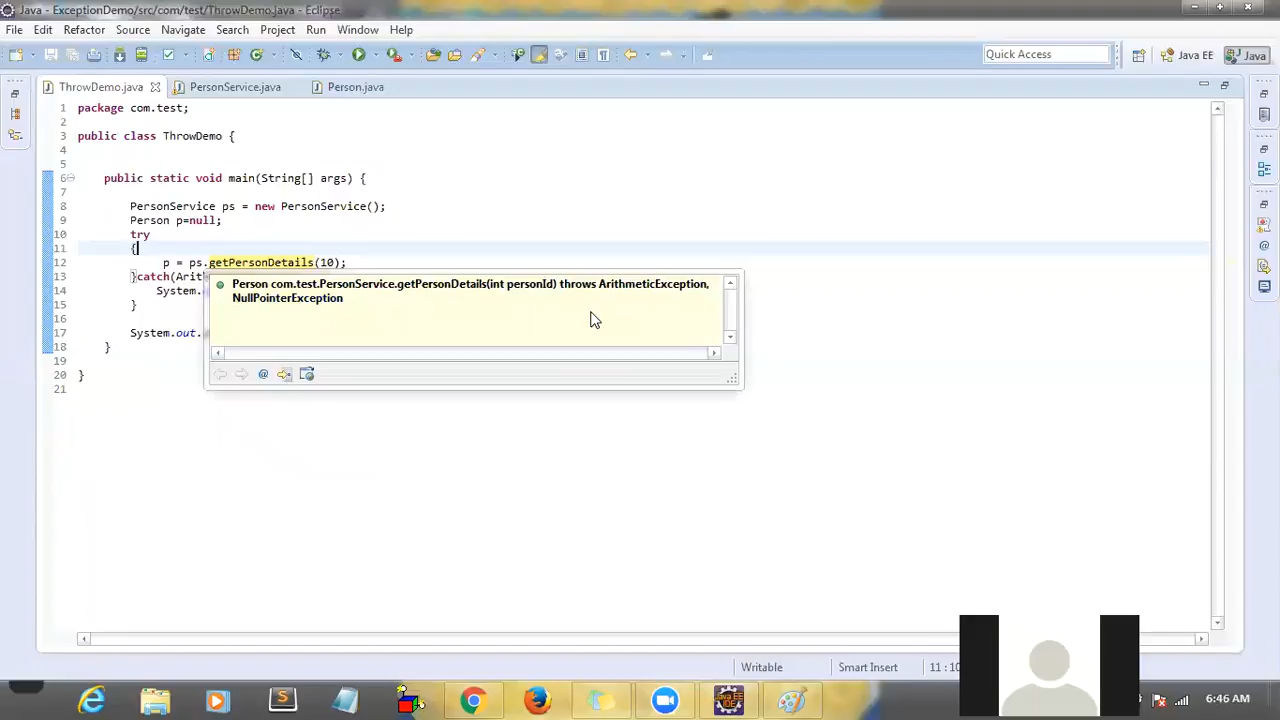 Java - ExceptionDemo/src/com/test/ThrowDemo.java - Eclipse
File Edit Refactor Source Navigate Search Project Run Window Help
Quick Access
Java EE
Java
ThrowDemo.java
PersonService.java
Person.java
1 package com.test;
2
3 public class ThrowDemo {
4
5
6 public static void main(String[] args) {
7
8 PersonService ps = new PersonService();
9 Person p=null;
10 try
11 {
12 p = ps.getPersonDetails(10);
13 }catch(Arit
14 System.
15 }
16
17 System.out.
18 }
19
20 }
21
Person com.test.PersonService.getPersonDetails(int personId) throws ArithmeticException,
NullPointerException
Writable
Smart Insert
11 : 10
6:46 AM